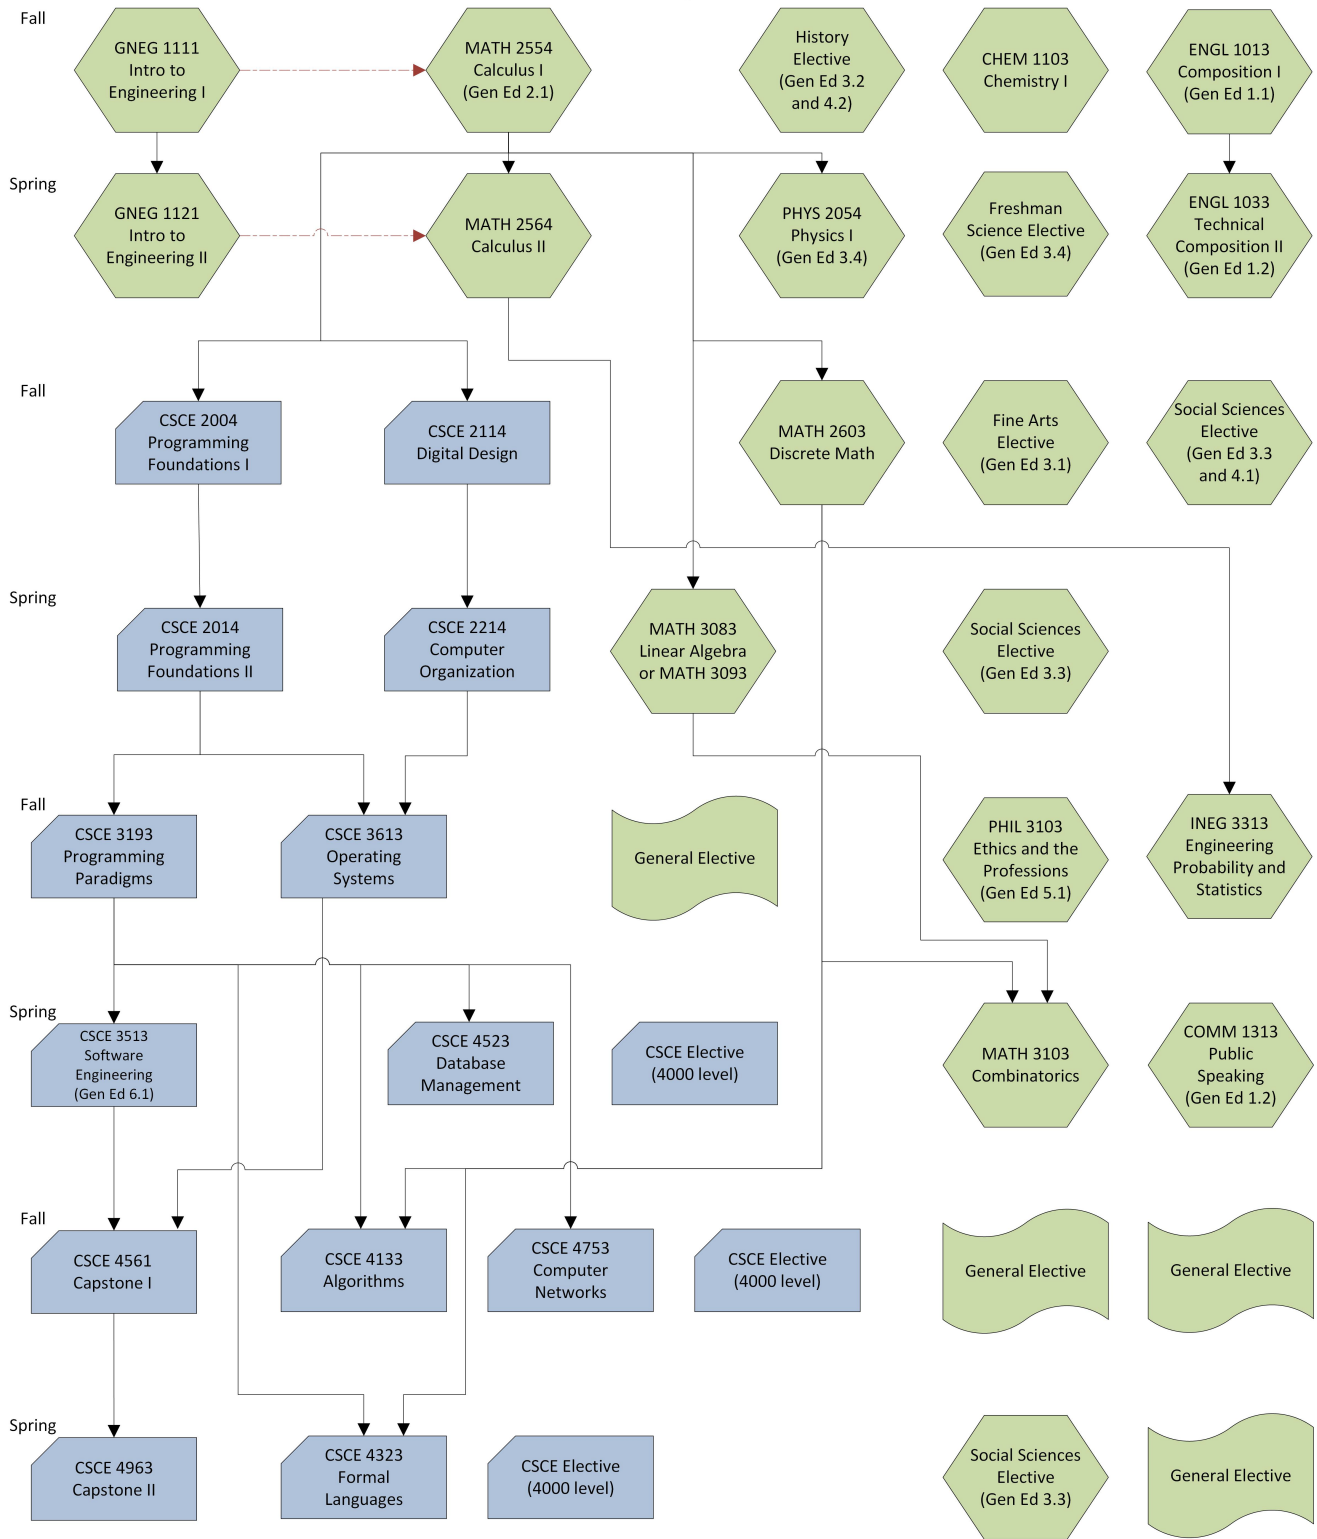 Fall
GNEG 1111
Intro to
Engineering I
MATH 2554
Calculus I
(Gen Ed 2.1)
History
Elective
(Gen Ed 3.2
and 4.2)
CHEM 1103
Chemistry I
ENGL 1013
Composition I
(Gen Ed 1.1)
Spring
GNEG 1121
Intro to
Engineering II
MATH 2564
Calculus II
PHYS 2054
Physics I
(Gen Ed 3.4)
Freshman
Science Elective
(Gen Ed 3.4)
ENGL 1033
Technical
Composition II
(Gen Ed 1.2)
Fall
CSCE 2004
Programming
Foundations I
CSCE 2114
Digital Design
MATH 2603
Discrete Math
Fine Arts
Elective
(Gen Ed 3.1)
Social Sciences
Elective
(Gen Ed 3.3
and 4.1)
Spring
CSCE 2014
Programming
Foundations II
CSCE 2214
Computer
Organization
MATH 3083
Linear Algebra
or MATH 3093
Social Sciences
Elective
(Gen Ed 3.3)
Fall
CSCE 3193
Programming
Paradigms
CSCE 3613
Operating
Systems
General Elective
PHIL 3103
Ethics and the
Professions
(Gen Ed 5.1)
INEG 3313
Engineering
Probability and
Statistics
Spring
CSCE 3513
Software
Engineering
(Gen Ed 6.1)
CSCE 4523
Database
Management
CSCE Elective
(4000 level)
MATH 3103
Combinatorics
COMM 1313
Public
Speaking
(Gen Ed 1.2)
Fall
CSCE 4561
Capstone I
CSCE 4133
Algorithms
CSCE 4753
Computer
Networks
CSCE Elective
(4000 level)
General Elective
General Elective
Spring
CSCE 4963
Capstone II
CSCE 4323
Formal
Languages
CSCE Elective
(4000 level)
Social Sciences
Elective
(Gen Ed 3.3)
General Elective